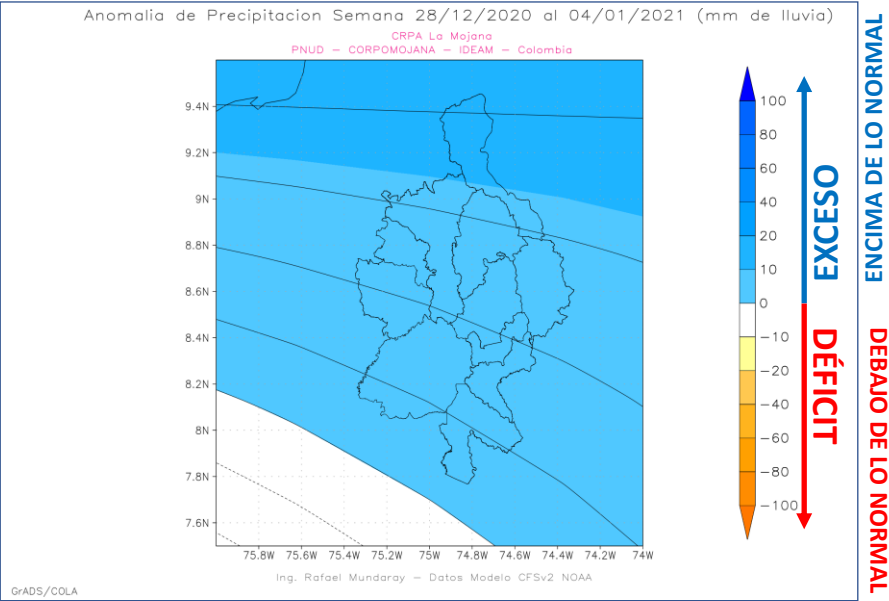 Anomalia de Precipitacion Semana 28/12/2020 al 04/01/2021 (mm de lluvia)
CRPA La Mojana
PNUD – CORPOMOJANA – IDEAM – Colombia
9.4N
9.2N
9N
8.8N
8.6N
8.4N
8.2N
8N
7.8N
7.6N
75.8W 75.6W 75.4W 75.2W 75W 74.8W 74.6W 74.4W 74.2W 74W
100
80
60
40
20
10
0
−10
−20
−40
−60
−80
−100
EXCESO
DÉFICIT
ENCIMA DE LO NORMAL
DEBAJO DE LO NORMAL
Ing. Rafael Mundaray – Datos Modelo CFSv2 NOAA
GrADS/COLA